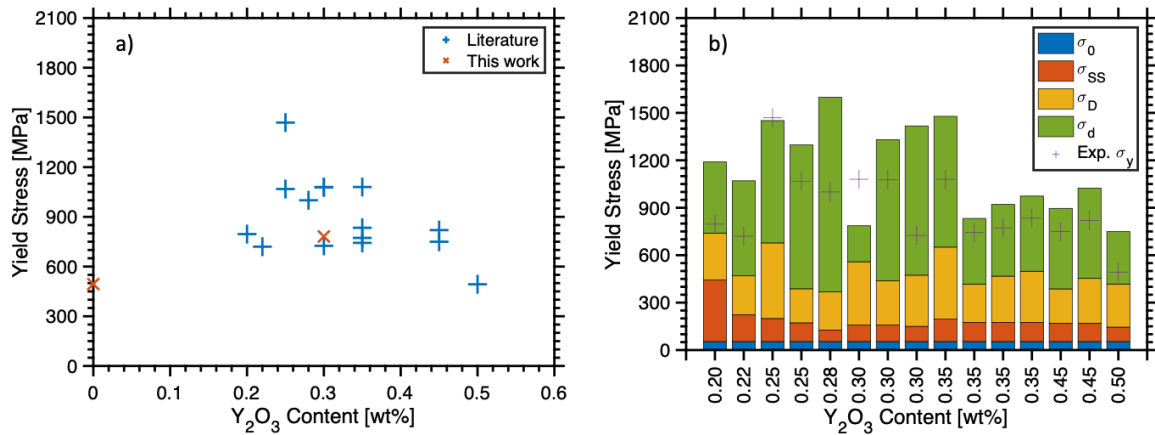 a)
Literature
This work
2100
1800
1500
1200
900
600
300
0
Yield Stress [MPa]
0 0.1 0.2 0.3 0.4 0.5 0.6
Y₂O₃ Content [wt%]
b)
σ₀
σSS
σD
σd
Exp. σy
2100
1800
1500
1200
900
600
300
0
Yield Stress [MPa]
0.20 0.22 0.25 0.25 0.28 0.30 0.30 0.30 0.35 0.35 0.35 0.35 0.45 0.45 0.50
Y₂O₃ Content [wt%]